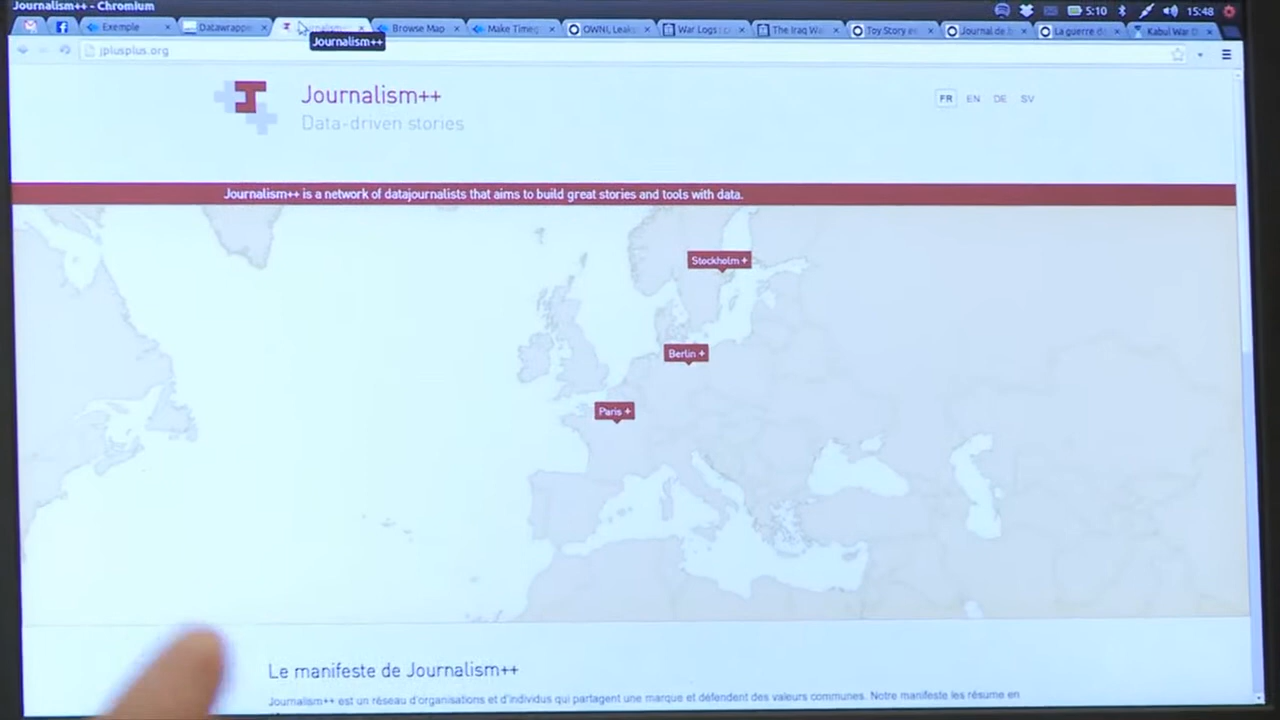 Journalism++ - Chromium
5:10 15:48
Exemple Datawrappe Journalism Browse Map Make Time OWNI, Leaks War Logs The Iraq Wa Toy Story Journal de La guerre d Kabul War D
Journalism++
jplusplus.org
Journalism++
Data-driven stories
FR EN DE SV
Journalism++ is a network of datajournalists that aims to build great stories and tools with data.
Stockholm +
Berlin +
Paris +
Le manifeste de Journalism++
Journalism++ est un réseau d'organisations et d'individus qui partagent une marque et défendent des valeurs communes. Notre manifeste les résume en